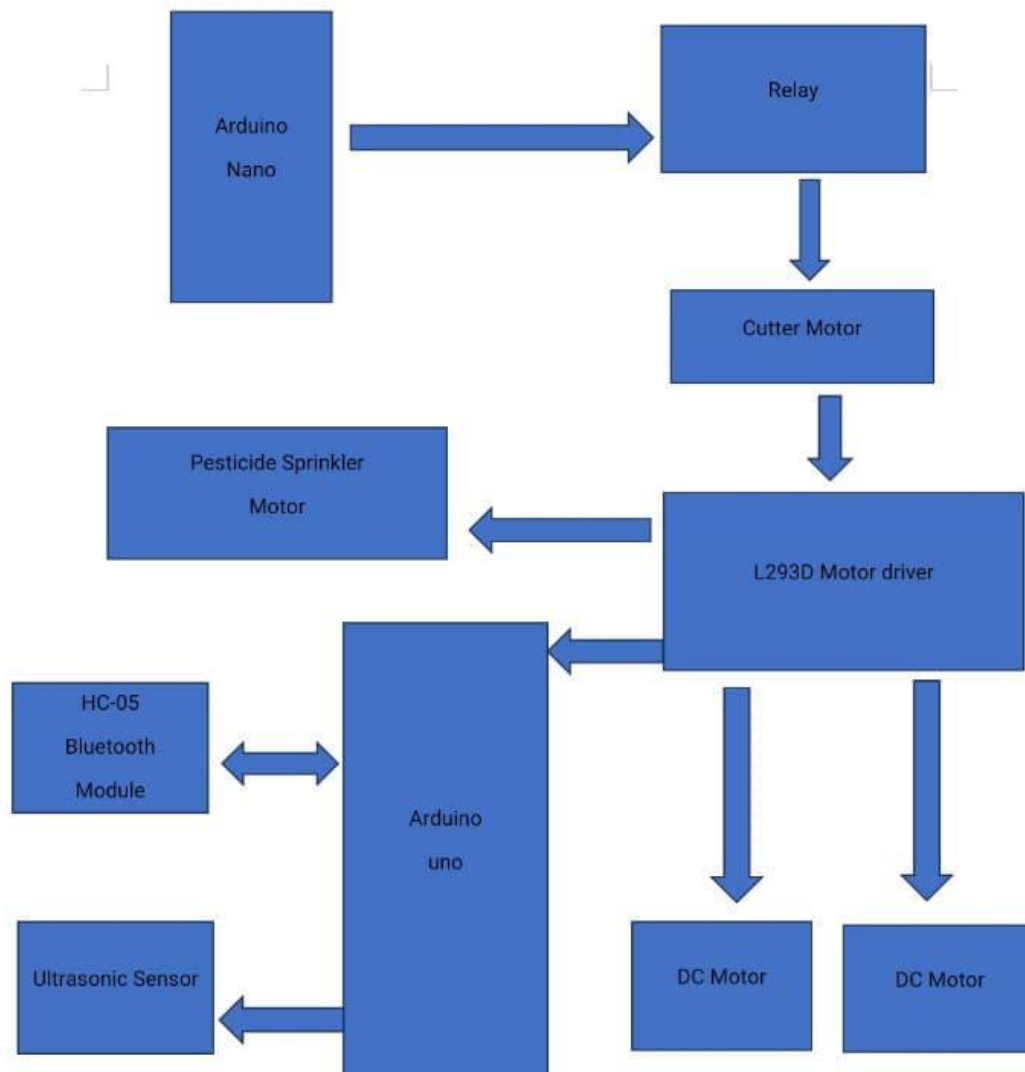 Arduino
Nano
Relay
Cutter Motor
Pesticide Sprinkler
Motor
L293D Motor driver
HC-05
Bluetooth
Module
Arduino
uno
Ultrasonic Sensor
DC Motor
DC Motor